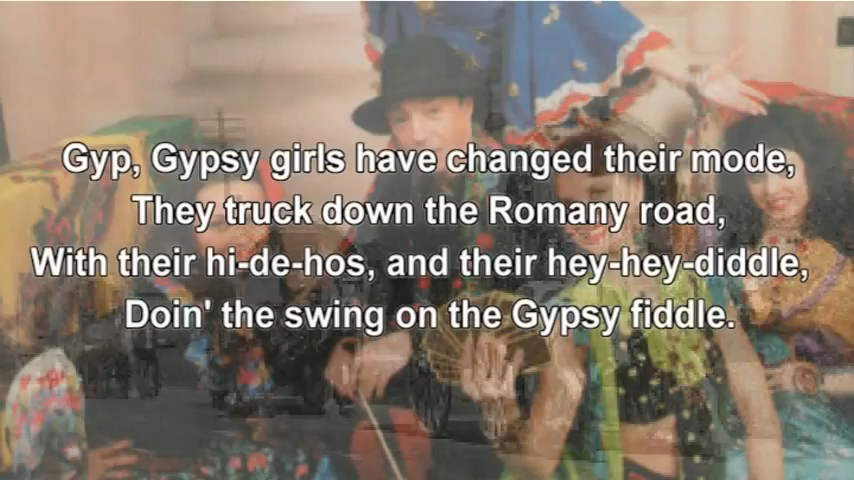 Gyp, Gypsy girls have changed their mode,
They truck down the Romany road,
With their hi-de-hos, and their hey-hey-diddle,
Doin' the swing on the Gypsy fiddle.